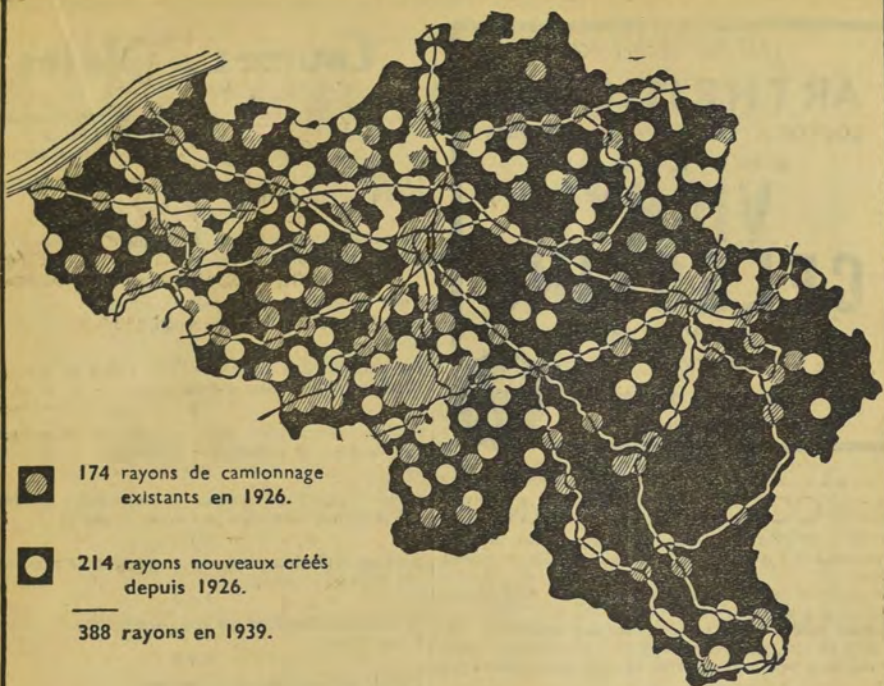 174 rayons de camionnage
existants en 1926.
214 rayons nouveaux créés
depuis 1926.
388 rayons en 1939.